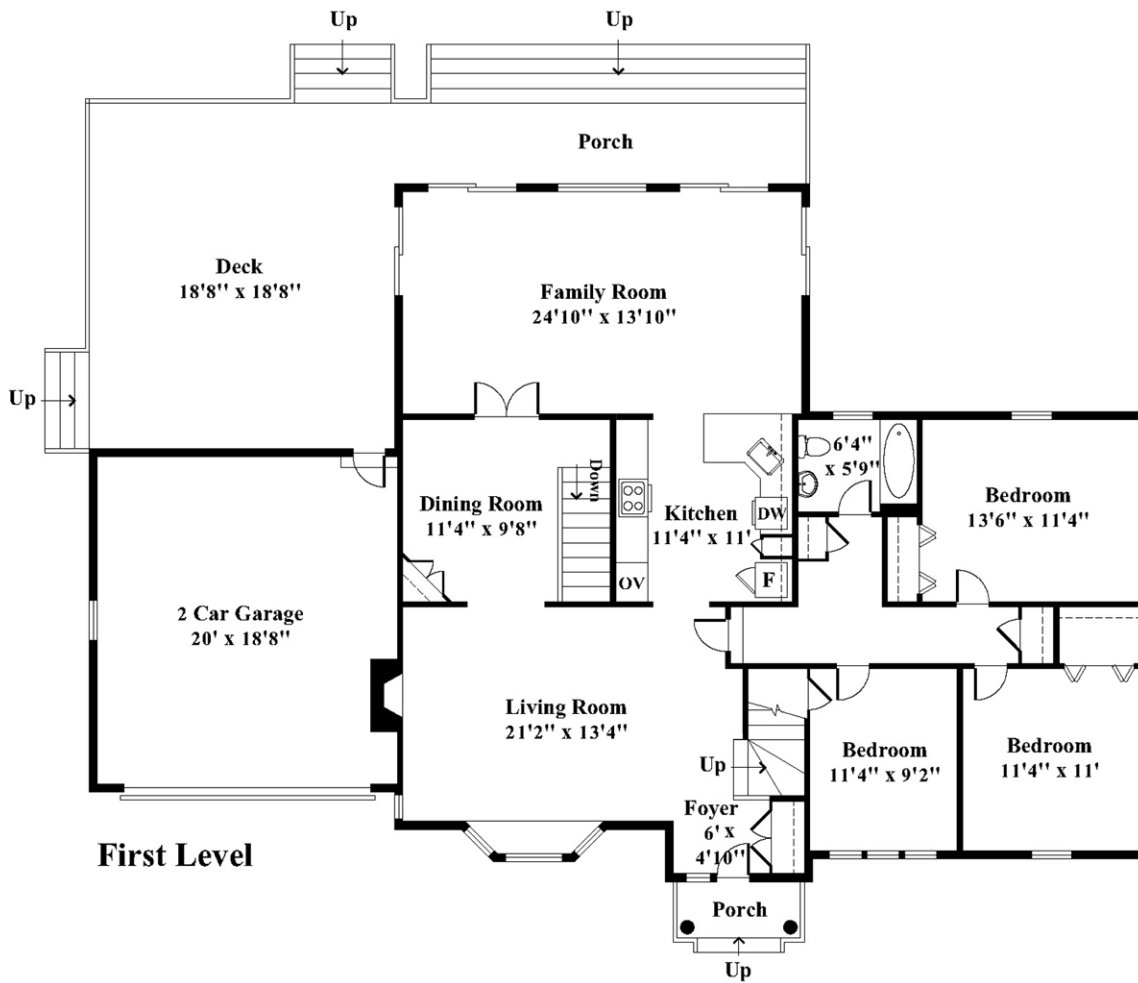 Up
Up
Porch
Deck
18'8" x 18'8"
Family Room
24'10" x 13'10"
Up
6'4"
x 5'9"
Down
Dining Room
11'4" x 9'8"
Kitchen
11'4" x 11'
DW
Bedroom
13'6" x 11'4"
OV
F
2 Car Garage
20' x 18'8"
Living Room
21'2" x 13'4"
Bedroom
11'4" x 9'2"
Bedroom
11'4" x 11'
Up
Foyer
6' x
4'10"
First Level
Porch
Up